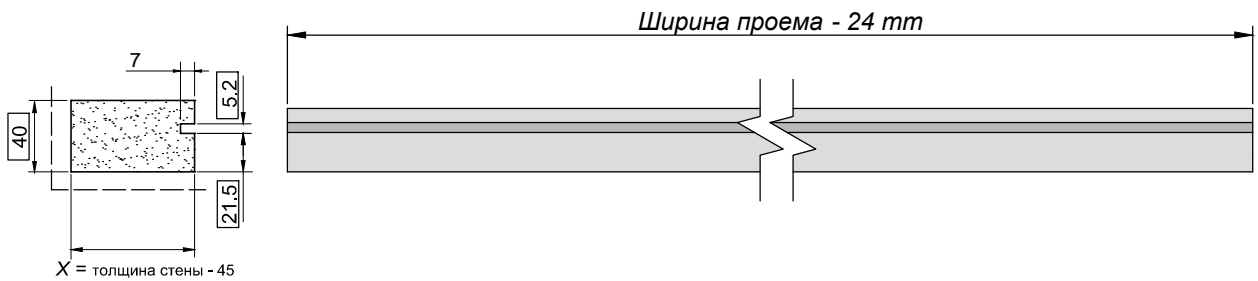 Ширина проема - 24 mm
7
5.2
40
21.5
X = толщина стены - 45